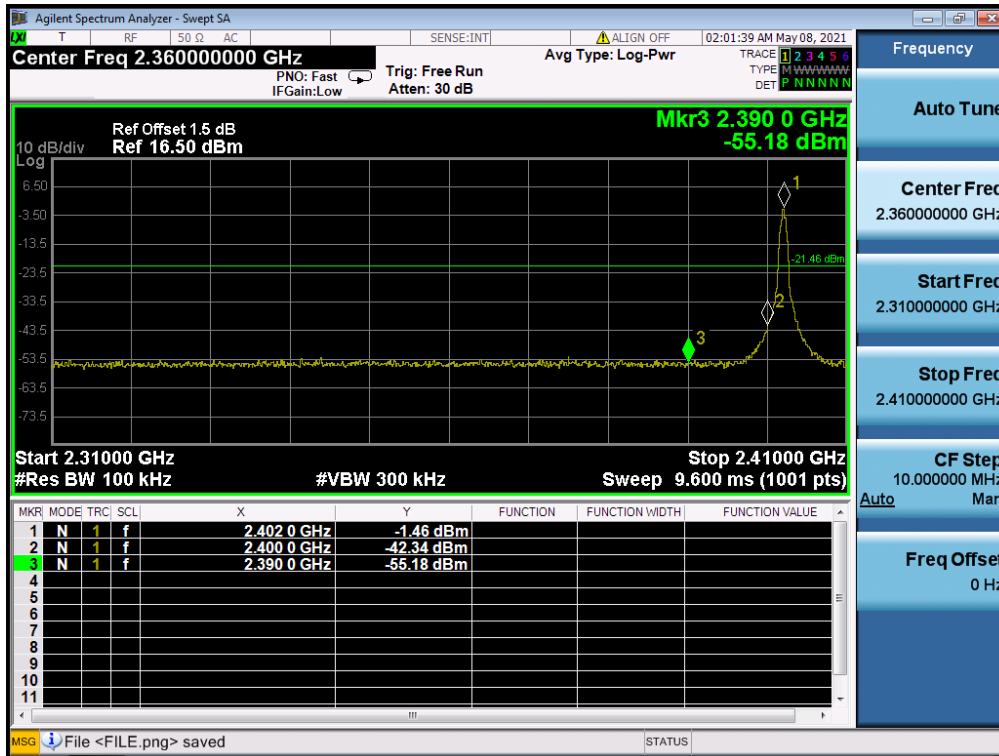 Agilent Spectrum Analyzer - Swept SA
LXI T RF 50 Ω AC SENSE:INT ALIGN OFF 02:01:39 AM May 08, 2021
Center Freq 2.360000000 GHz
PNO: Fast
IFGain:Low
Trig: Free Run
Atten: 30 dB
Avg Type: Log-Pwr
TRACE 1 2 3 4 5 6
TYPE M WWWWW
DET P N N N N N
Ref Offset 1.5 dB
Ref 16.50 dBm
10 dB/div
Log
Mkr3 2.390 0 GHz
-55.18 dBm
6.50
-3.50
-13.5
-23.5
-33.5
-43.5
-53.5
-63.5
-73.5
1
-21.46 dBm
2
3
Start 2.31000 GHz
Stop 2.41000 GHz
#Res BW 100 kHz
#VBW 300 kHz
Sweep 9.600 ms (1001 pts)
MKR MODE TRC SCL X Y FUNCTION FUNCTION WIDTH FUNCTION VALUE
1 N 1 f 2.402 0 GHz -1.46 dBm
2 N 1 f 2.400 0 GHz -42.34 dBm
3 N 1 f 2.390 0 GHz -55.18 dBm
4
5
6
7
8
9
10
11
MSG File <FILE.png> saved
STATUS
Frequency
Auto Tune
Center Freq
2.360000000 GHz
Start Freq
2.310000000 GHz
Stop Freq
2.410000000 GHz
CF Step
10.000000 MHz
Auto Man
Freq Offset
0 Hz